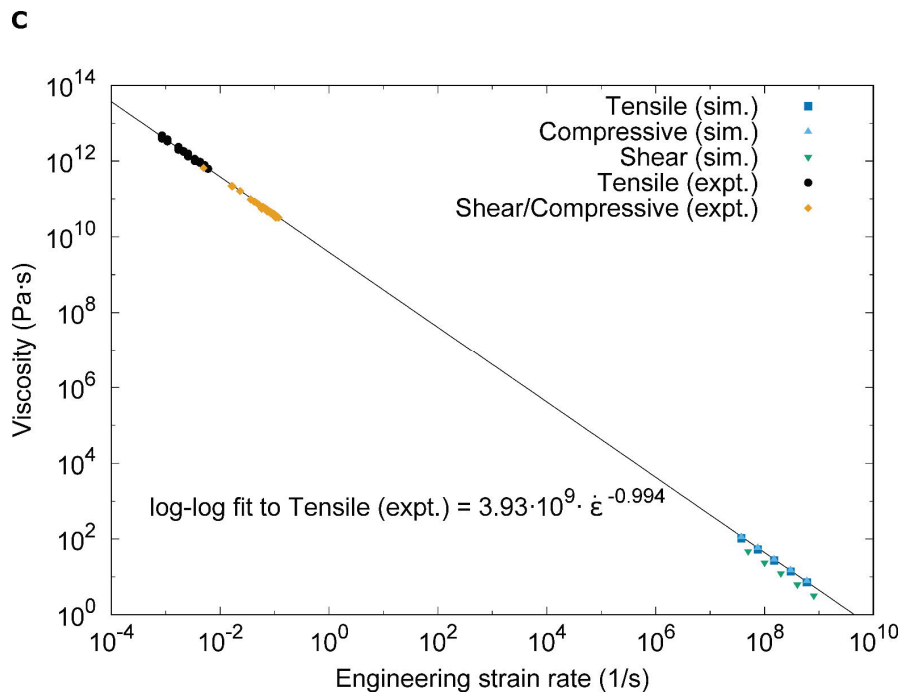 c
Tensile (sim.)
Compressive (sim.)
Shear (sim.)
Tensile (expt.)
Shear/Compressive (expt.)
10^14
10^12
10^10
10^8
10^6
10^4
10^2
10^0
Viscosity (Pa·s)
log-log fit to Tensile (expt.) = 3.93·10^9· ε̇ ^-0.994
10^-4 10^-2 10^0 10^2 10^4 10^6 10^8 10^10
Engineering strain rate (1/s)